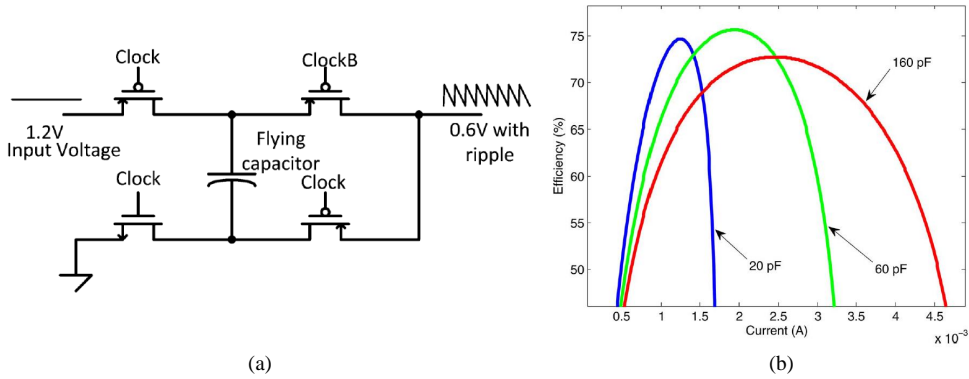 Clock
ClockB
1.2V
Input Voltage
Flying
capacitor
0.6V with
ripple
Clock
Clock
(a)
Efficiency (%)
75
70
65
60
55
50
160 pF
20 pF
60 pF
0.5 1 1.5 2 2.5 3 3.5 4 4.5
Current (A)
x 10⁻³
(b)